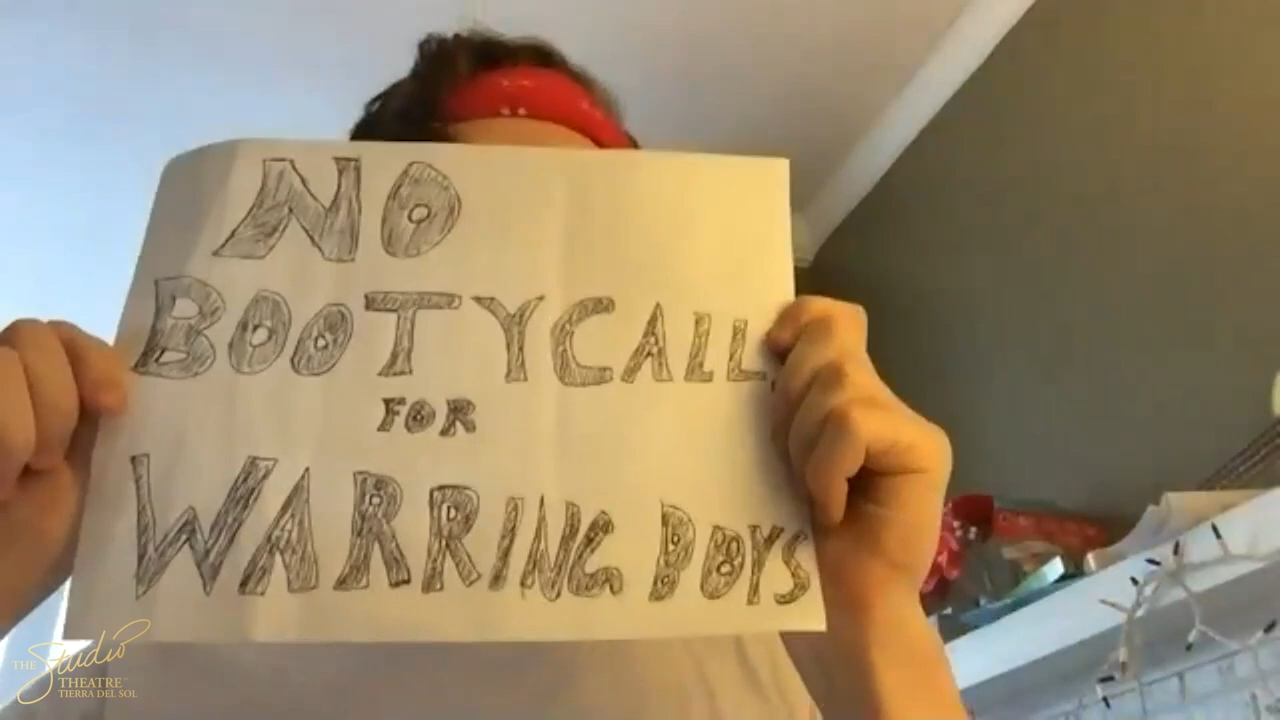 NO
BOOTYCALL
FOR
WARRING BOYS
THE Studio
THEATRE
TIERRA DEL SOL